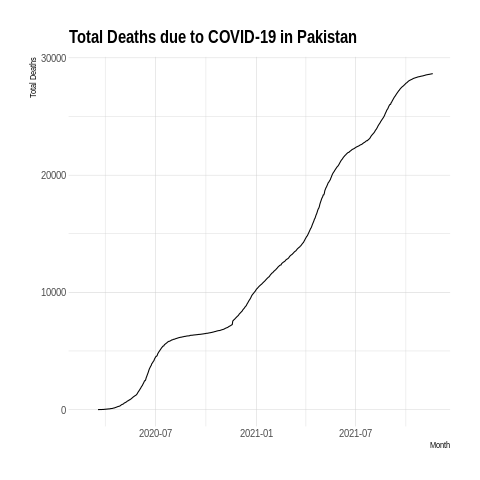 Total Deaths due to COVID-19 in Pakistan
Total Deaths
30000
20000
10000
0
2020-07
2021-01
2021-07
Month